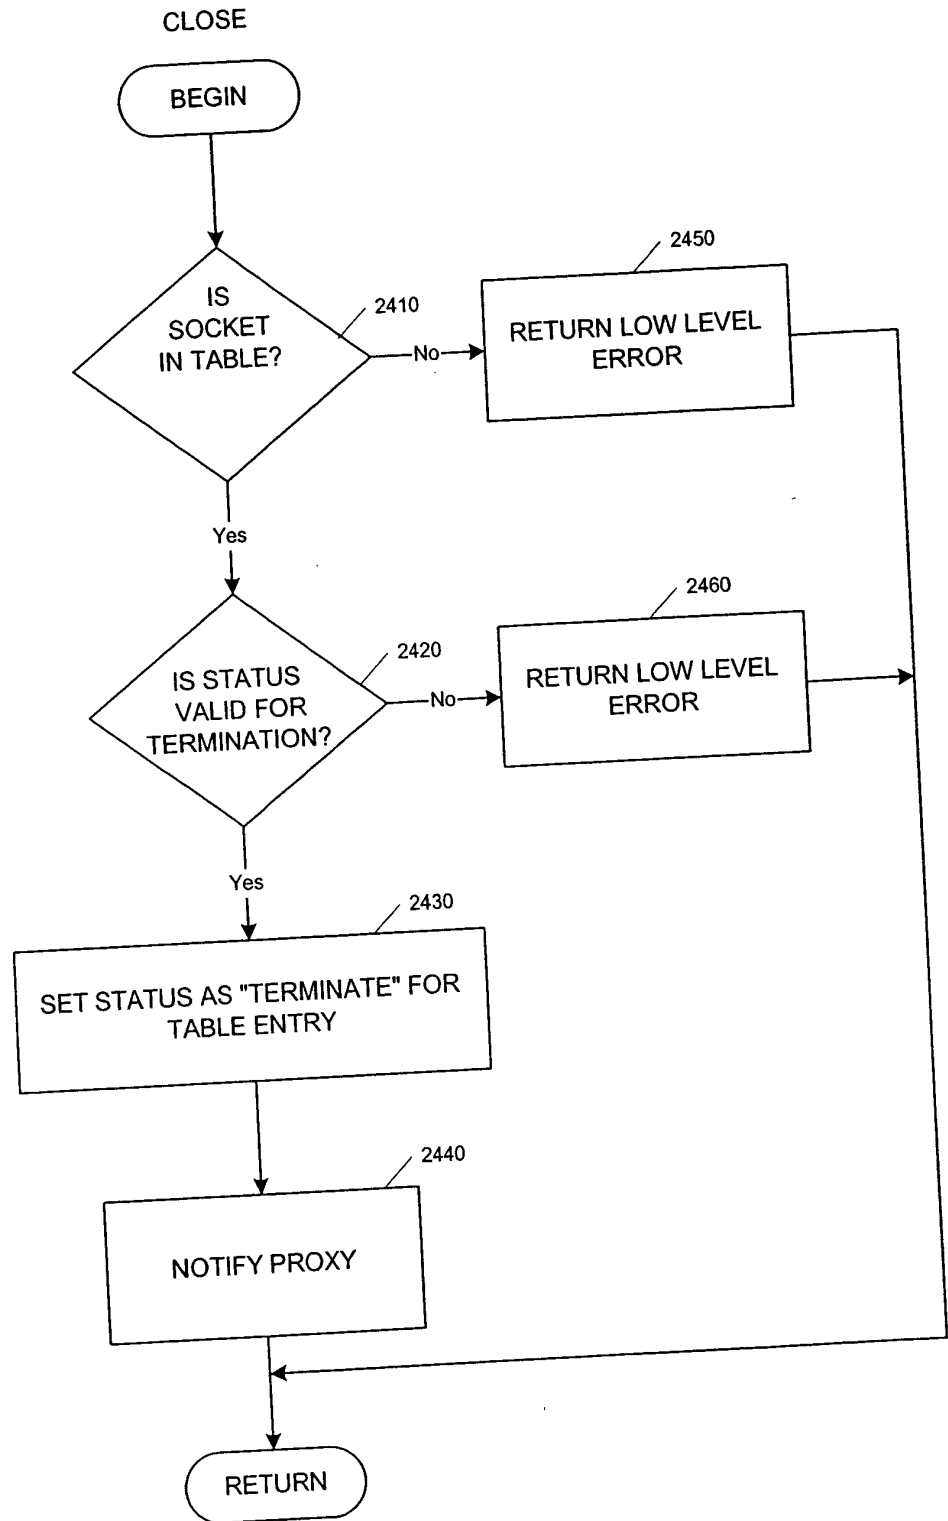 CLOSE
BEGIN
IS
SOCKET
IN TABLE?
2410
No
2450
RETURN LOW LEVEL
ERROR
Yes
IS STATUS
VALID FOR
TERMINATION?
2420
No
2460
RETURN LOW LEVEL
ERROR
Yes
2430
SET STATUS AS "TERMINATE" FOR
TABLE ENTRY
2440
NOTIFY PROXY
RETURN